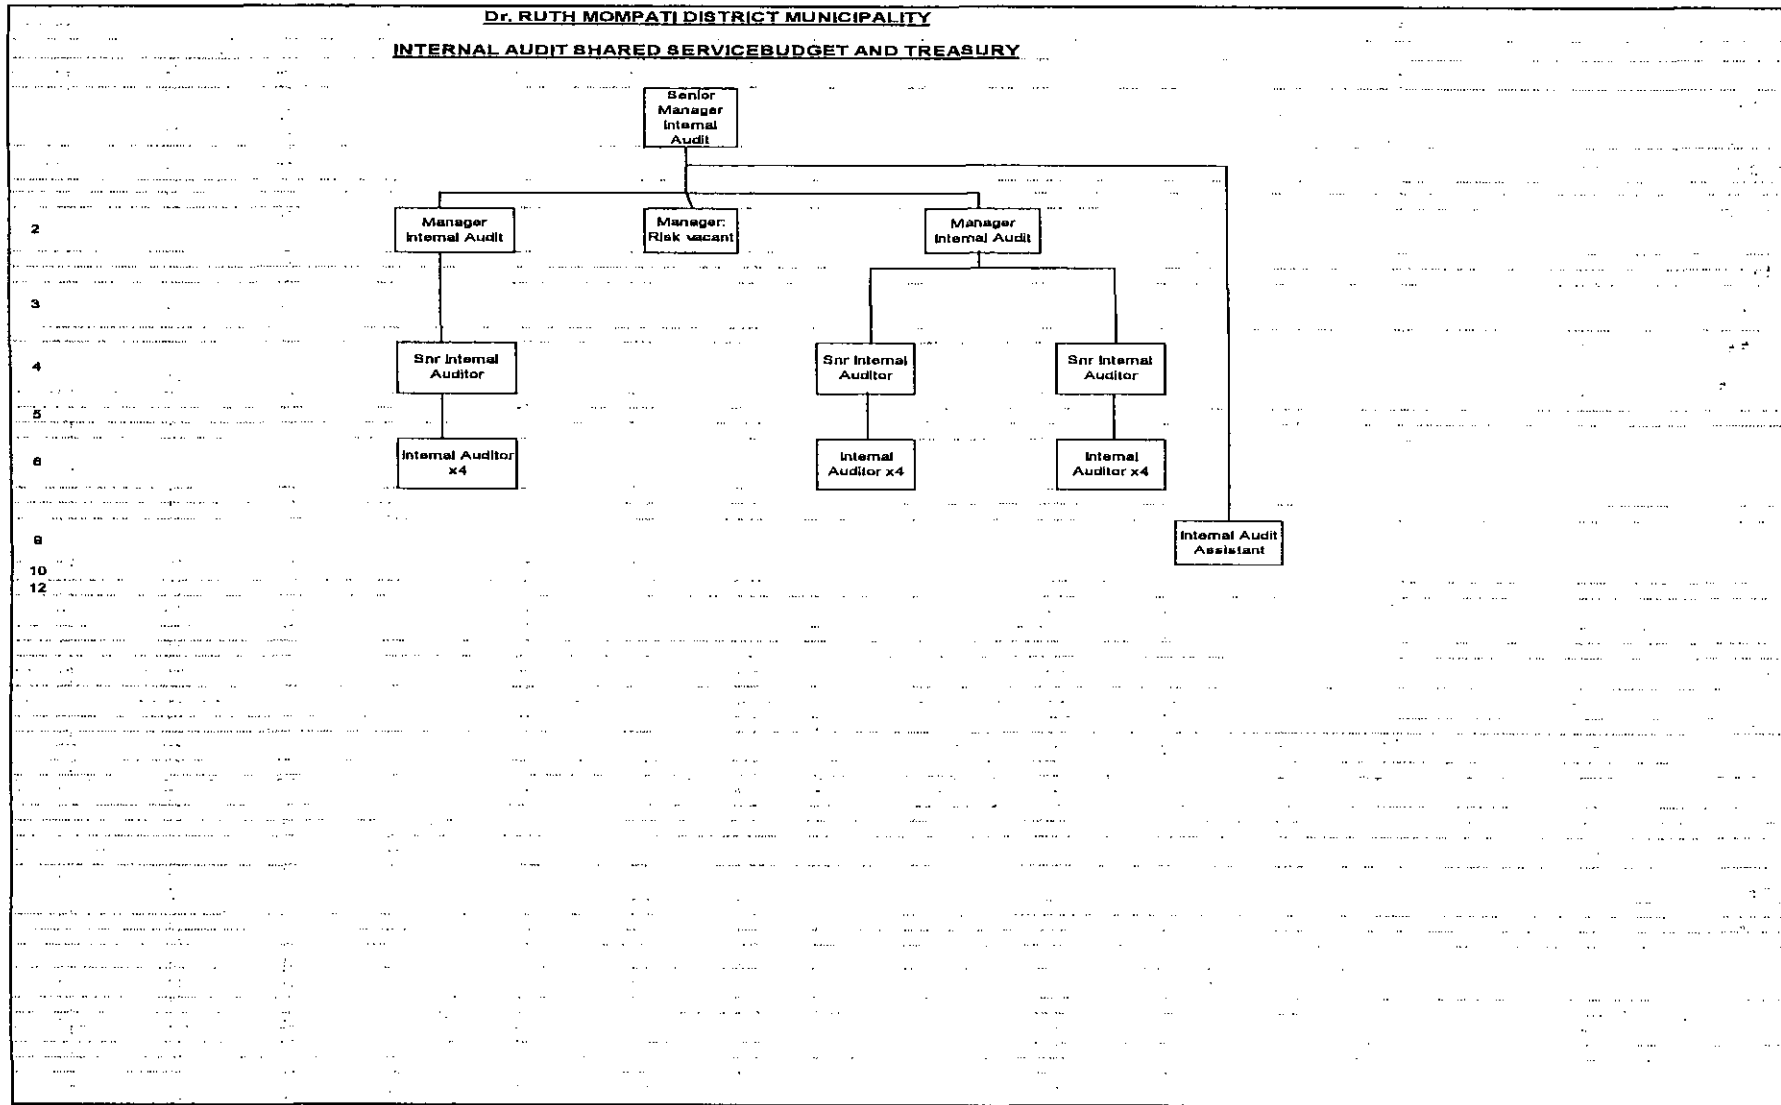 Dr. RUTH MOMPATI DISTRICT MUNICIPALITY
INTERNAL AUDIT SHARED SERVICEBUDGET AND TREASURY
Senior
Manager
Internal
Audit
2
Manager
Internal Audit
Manager:
Risk vacant
Manager
Internal Audit
3
4
Snr Internal
Auditor
Snr Internal
Auditor
Snr Internal
Auditor
5
6
Internal Auditor
x4
Internal
Auditor x4
Internal
Auditor x4
Internal Audit
Assistant
10
12